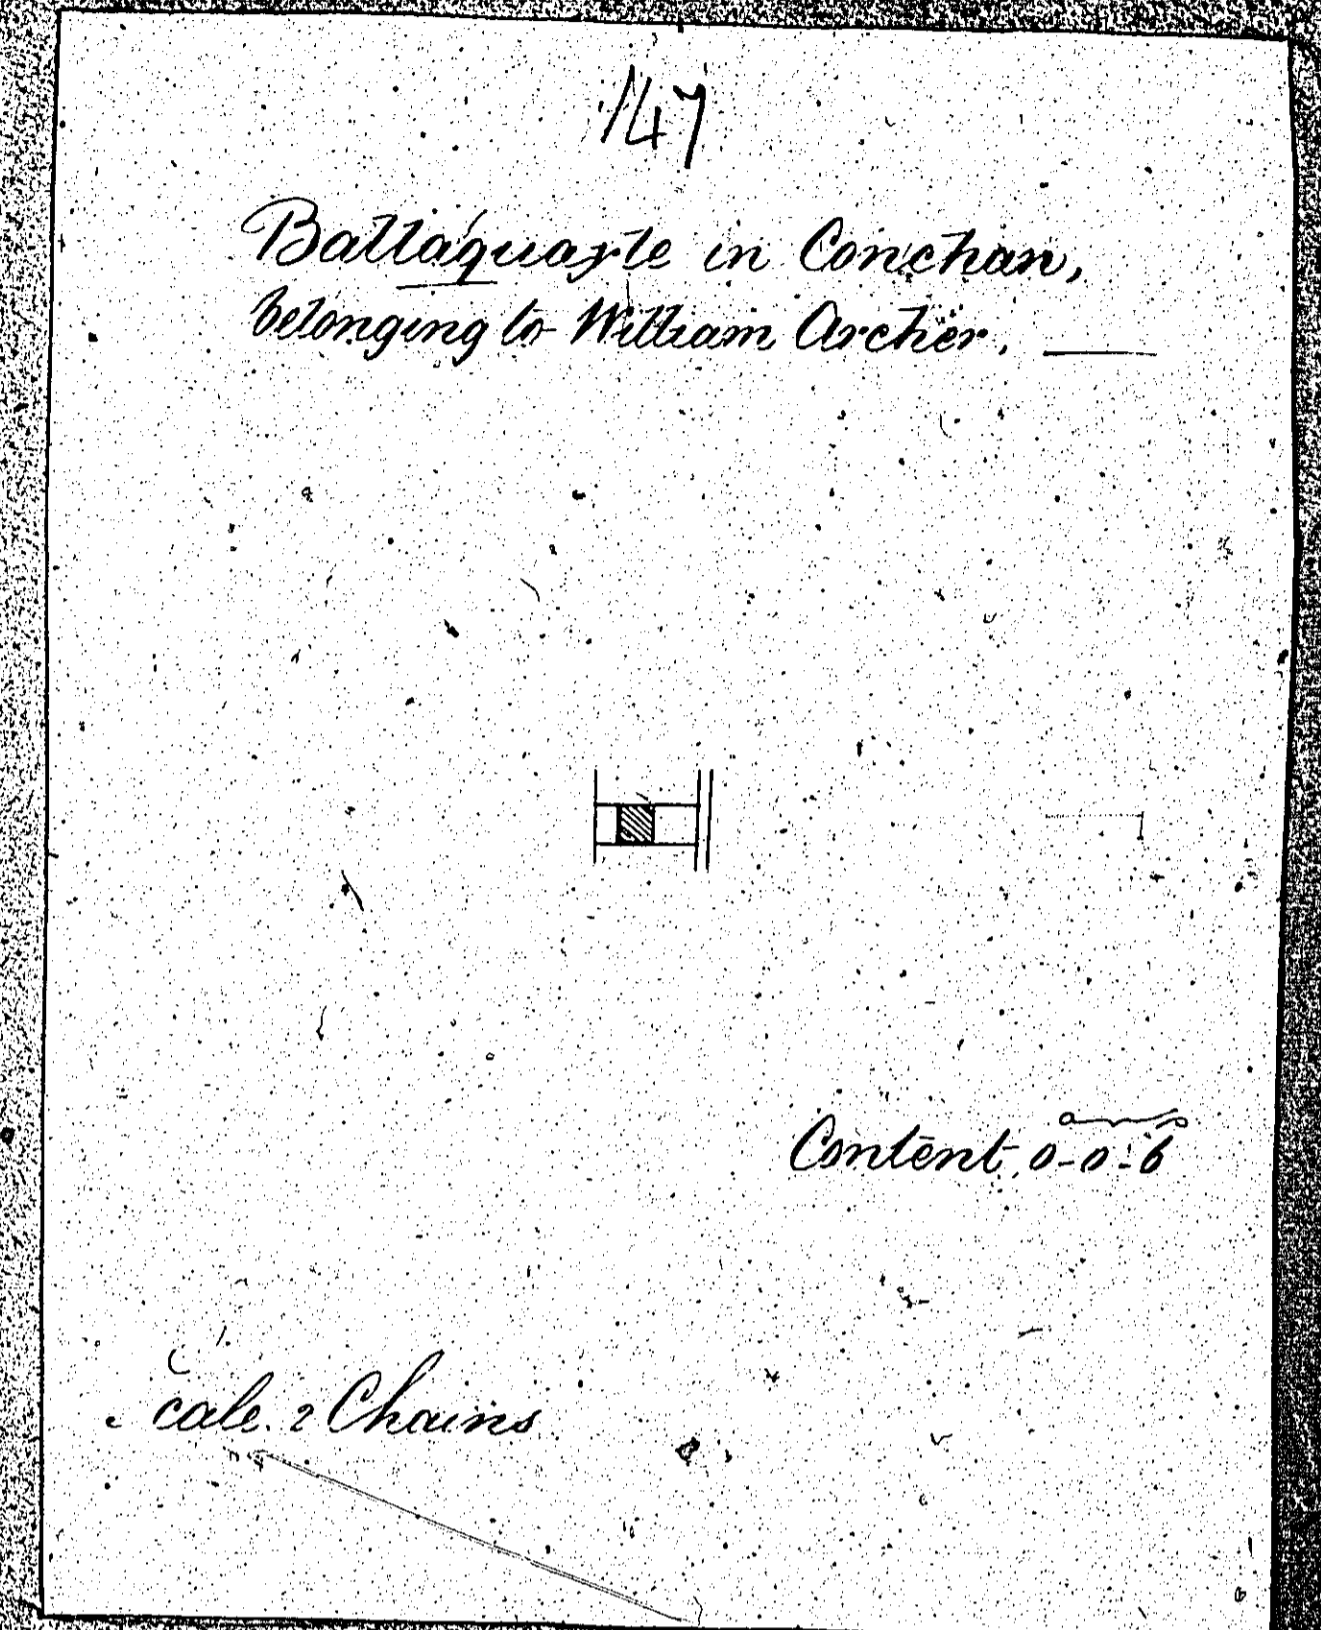 147
Ballaquayle in Conchan,
belonging to William Archer.
Content 0-0-6
cale. 2 Chains